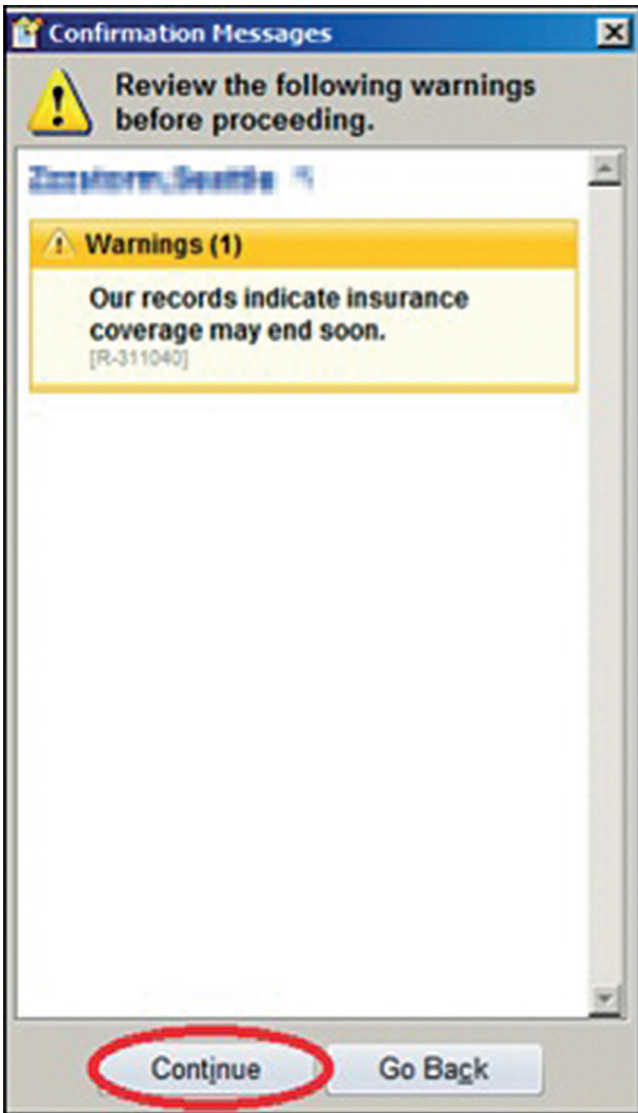 Confirmation Messages
Review the following warnings
before proceeding.
Warnings (1)
Our records indicate insurance
coverage may end soon.
[R-311040]
Continue
Go Back